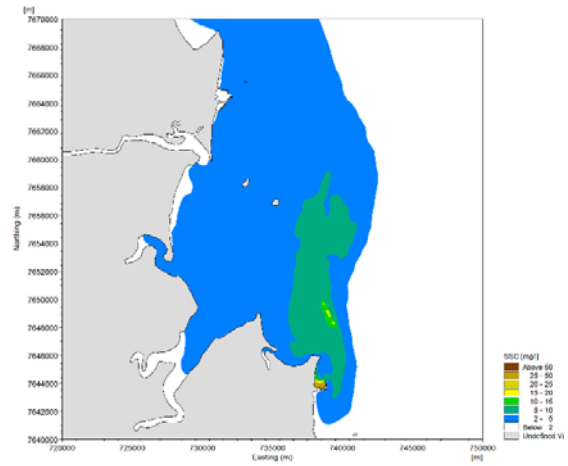 7670000
7668000
7666000
7664000
7662000
7660000
7658000
7656000
7654000
7652000
7650000
7648000
7646000
7644000
7642000
7640000
Northing (m)
720000 725000 730000 735000 740000 745000 750000
Easting (m) [m]
SSC [mg/l]
Above 50
25 - 50
20 - 25
15 - 20
10 - 15
5 - 10
2 - 5
Below 2
Undefined V